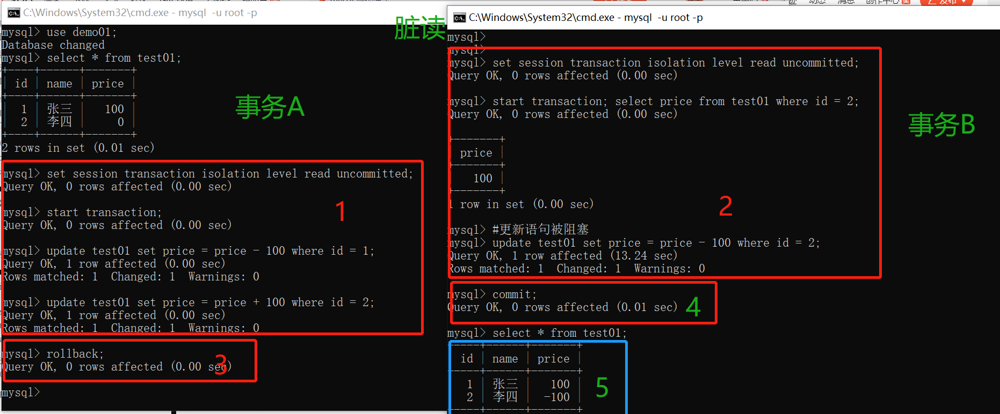 C:\Windows\System32\cmd.exe - mysql -u root -p
mysql> use demo01;
Database changed
mysql> select * from test01;
+----+------+-------+
| id | name | price |
+----+------+-------+
| 1 | 张三 | 100 |
| 2 | 李四 | 0 |
+----+------+-------+
2 rows in set (0.01 sec)
事务A
mysql> set session transaction isolation level read uncommitted;
Query OK, 0 rows affected (0.00 sec)
mysql> start transaction;
Query OK, 0 rows affected (0.00 sec)
1
mysql> update test01 set price = price - 100 where id = 1;
Query OK, 1 row affected (0.00 sec)
Rows matched: 1 Changed: 1 Warnings: 0
mysql> update test01 set price = price + 100 where id = 2;
Query OK, 1 row affected (0.00 sec)
Rows matched: 1 Changed: 1 Warnings: 0
mysql> rollback;
Query OK, 0 rows affected (0.00 sec)
3
mysql>
脏读
C:\Windows\System32\cmd.exe - mysql -u root -p
mysql>
mysql>
mysql> set session transaction isolation level read uncommitted;
Query OK, 0 rows affected (0.00 sec)
mysql> start transaction; select price from test01 where id = 2;
Query OK, 0 rows affected (0.00 sec)
事务B
+-------+
| price |
+-------+
| 100 |
+-------+
1 row in set (0.00 sec)
2
mysql> #更新语句被阻塞
mysql> update test01 set price = price - 100 where id = 2;
Query OK, 1 row affected (13.24 sec)
Rows matched: 1 Changed: 1 Warnings: 0
mysql> commit;
Query OK, 0 rows affected (0.01 sec)
4
mysql> select * from test01;
+----+------+-------+
| id | name | price |
+----+------+-------+
| 1 | 张三 | 100 |
| 2 | 李四 | -100 |
+----+------+-------+
5